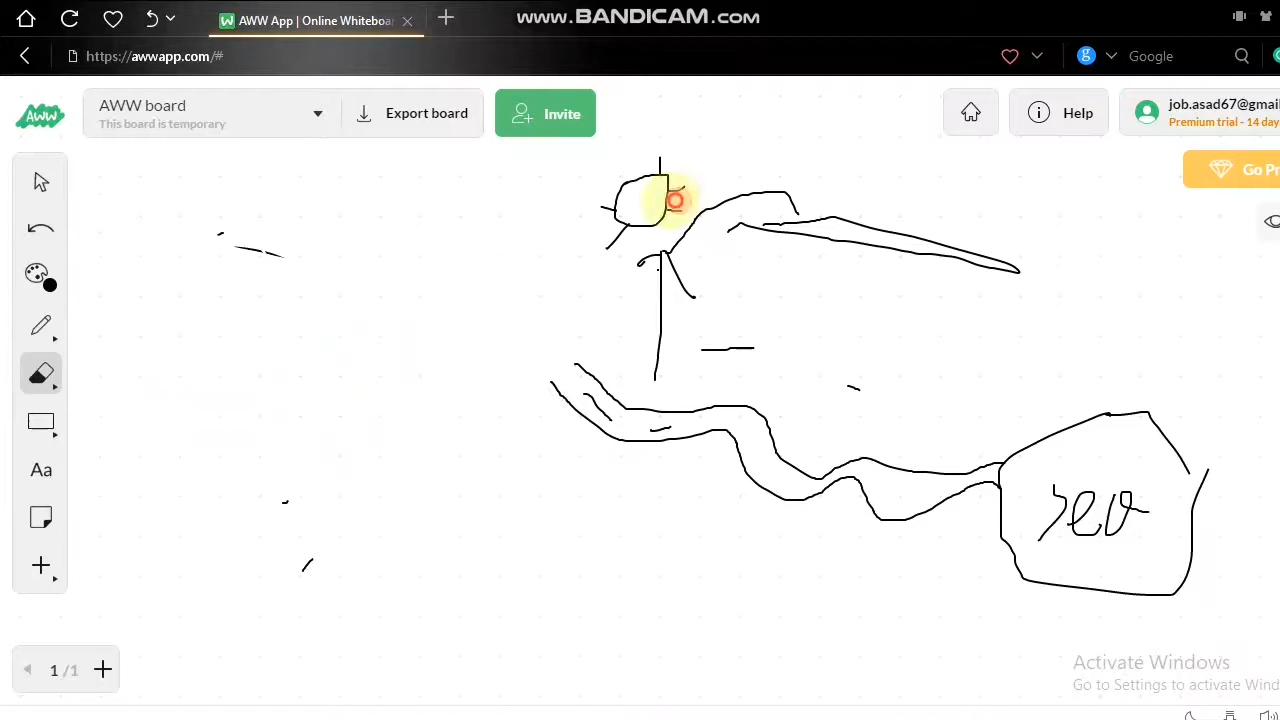 AWW App | Online Whiteboa
www.BANDICAM.com
https://awwapp.com/#
g
Google
AWW
AWW board
This board is temporary
Export board
Invite
Help
job.asad67@gmai
Premium trial - 14 day
Go Pr
Aa
1 /1
Activate Windows
Go to Settings to activate Wind